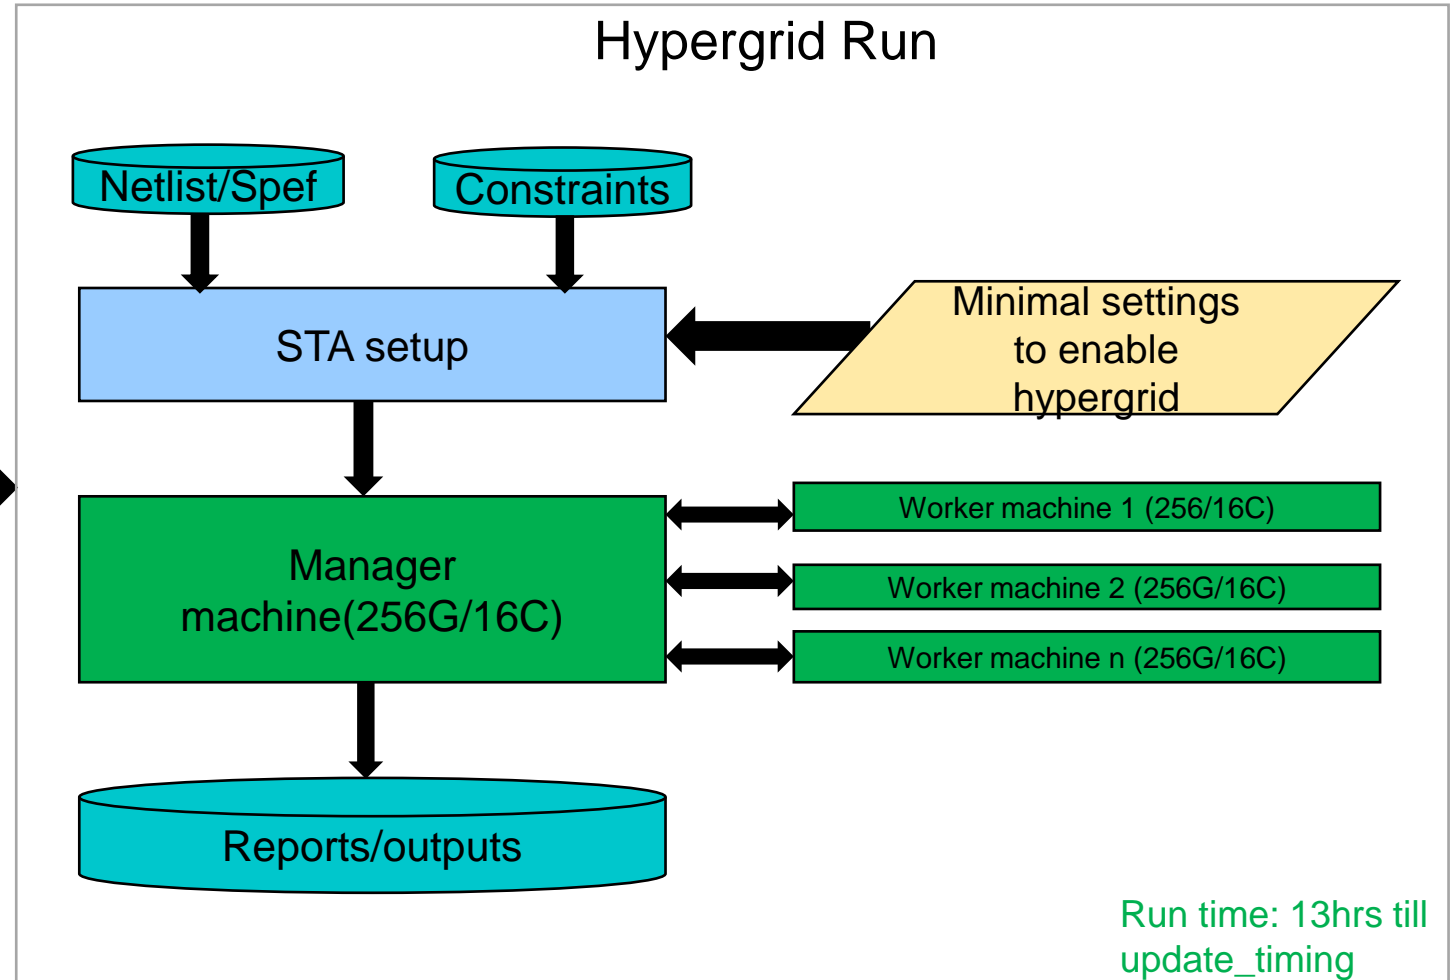 Hypergrid Run
Netlist/Spef
Constraints
STA setup
Minimal settings
to enable
hypergrid
Manager
machine(256G/16C)
Worker machine 1 (256/16C)
Worker machine 2 (256G/16C)
Worker machine n (256G/16C)
Reports/outputs
Run time: 13hrs till
update_timing